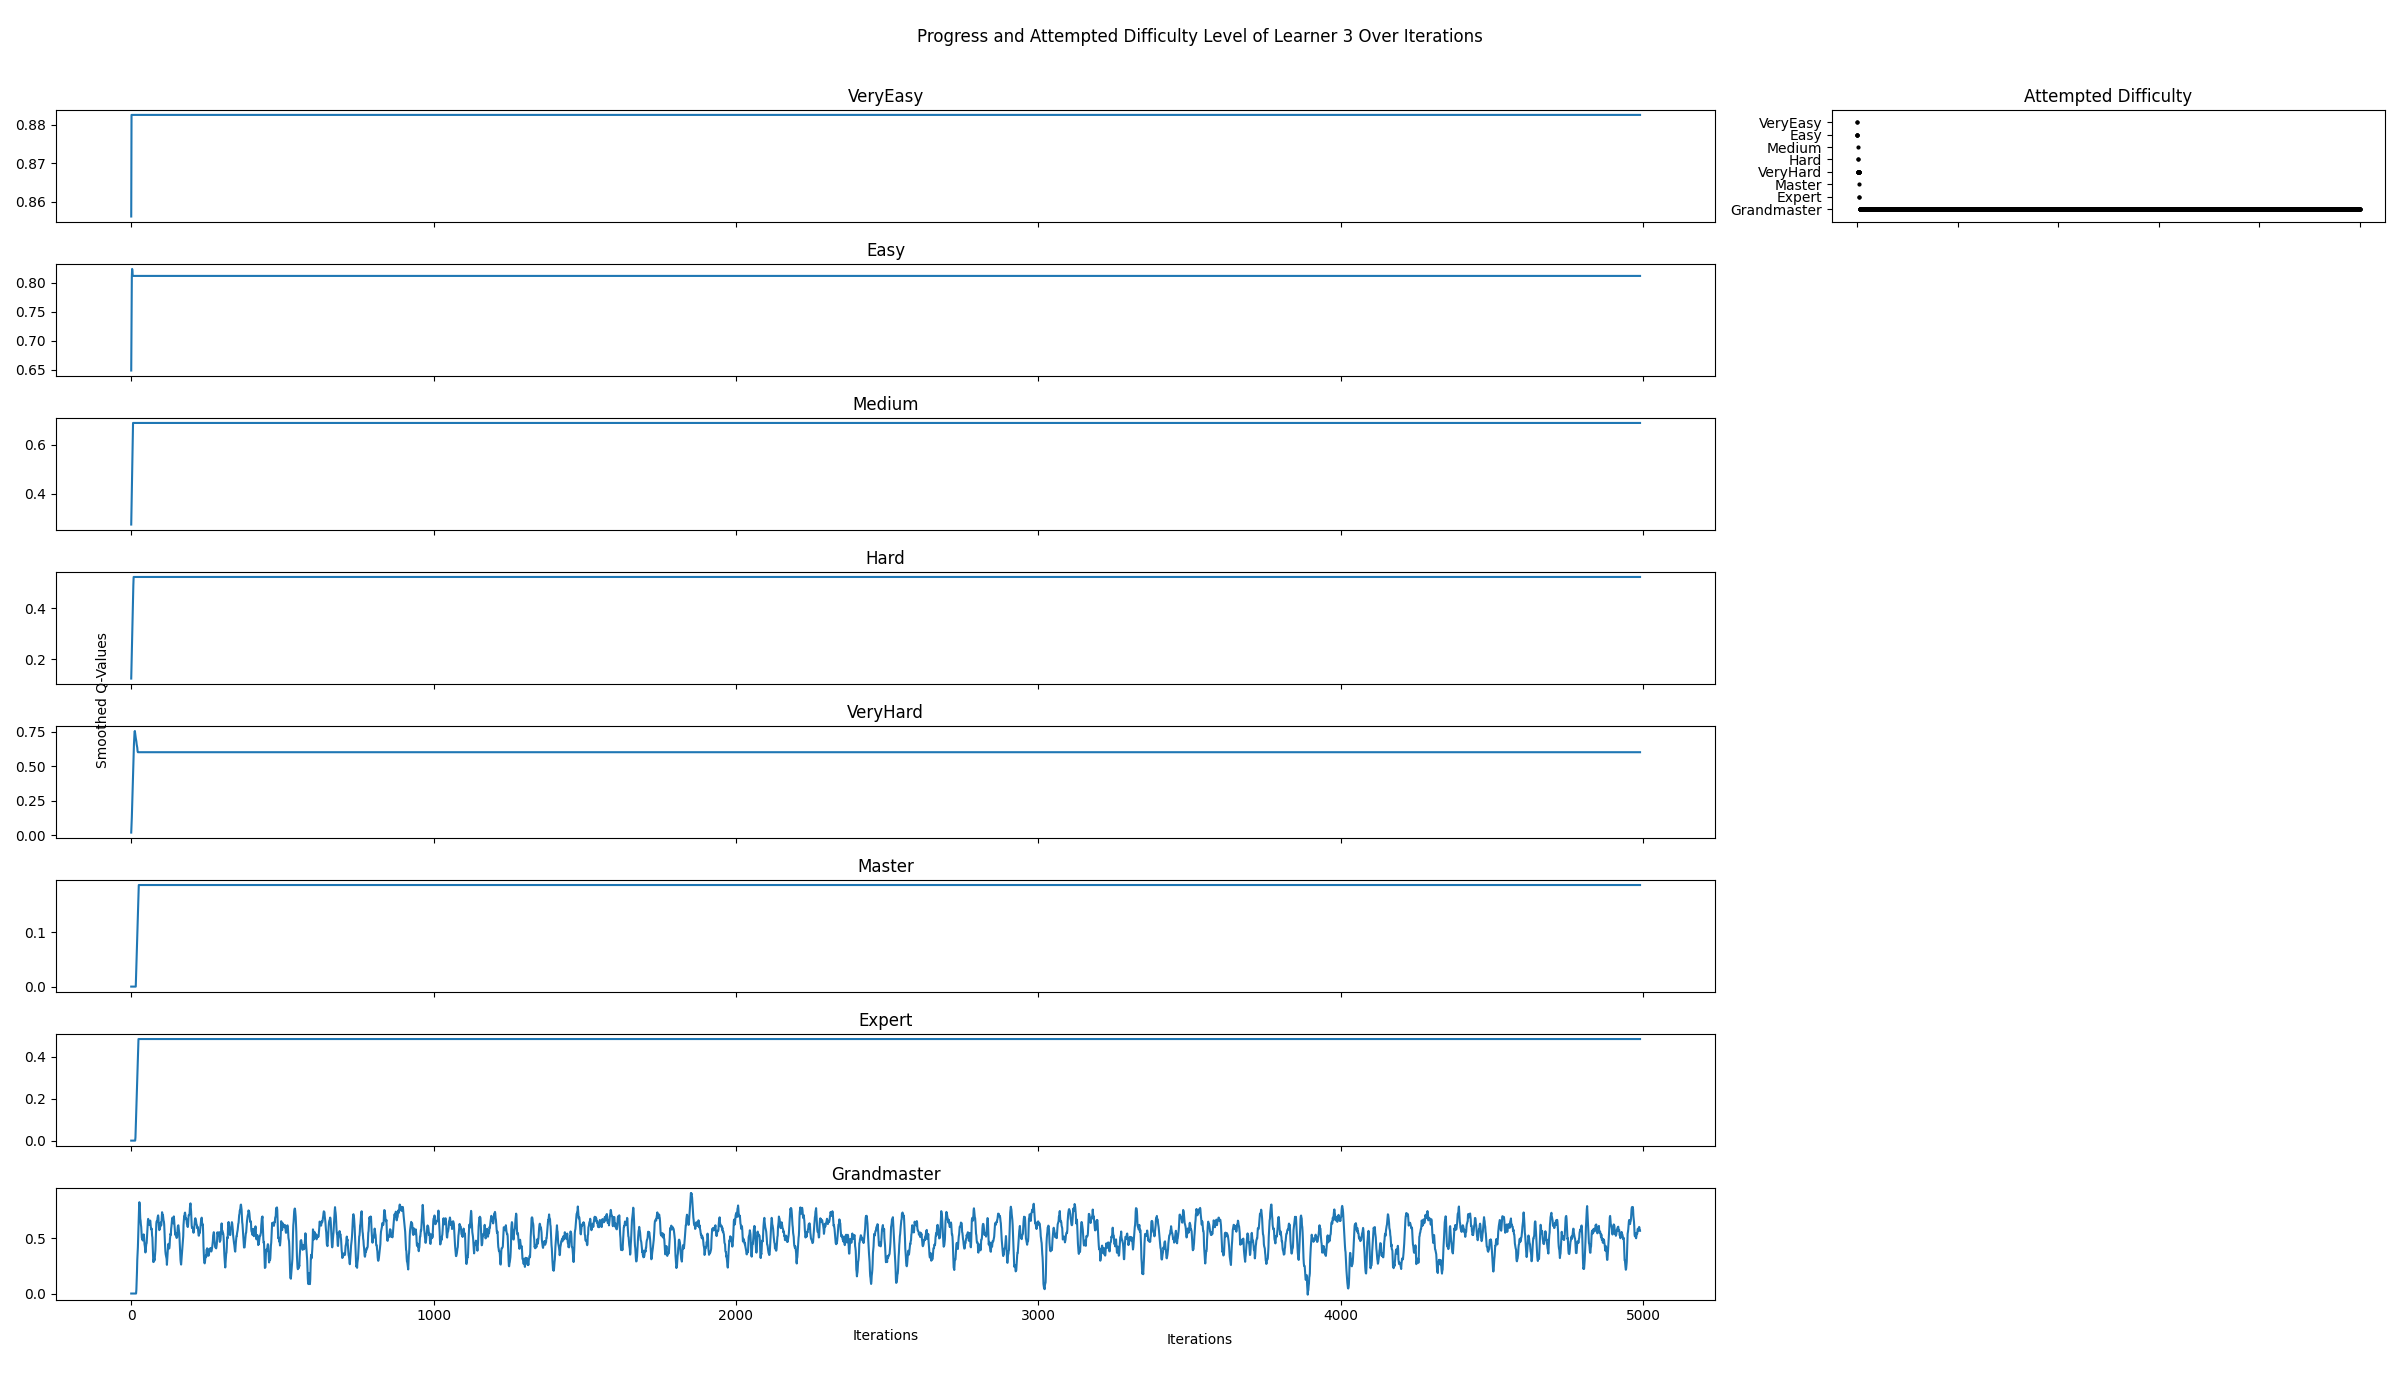 Progress and Attempted Difficulty Level of Learner 3 Over Iterations
VeryEasy
0.88
0.87
0.86
Attempted Difficulty
VeryEasy
Easy
Medium
Hard
VeryHard
Master
Expert
Grandmaster
Easy
0.80
0.75
0.70
0.65
Medium
0.6
0.4
Hard
0.4
0.2
Smoothed Q-Values
VeryHard
0.75
0.50
0.25
0.00
Master
0.1
0.0
Expert
0.4
0.2
0.0
Grandmaster
0.5
0.0
0 1000 2000 3000 4000 5000
Iterations
Iterations